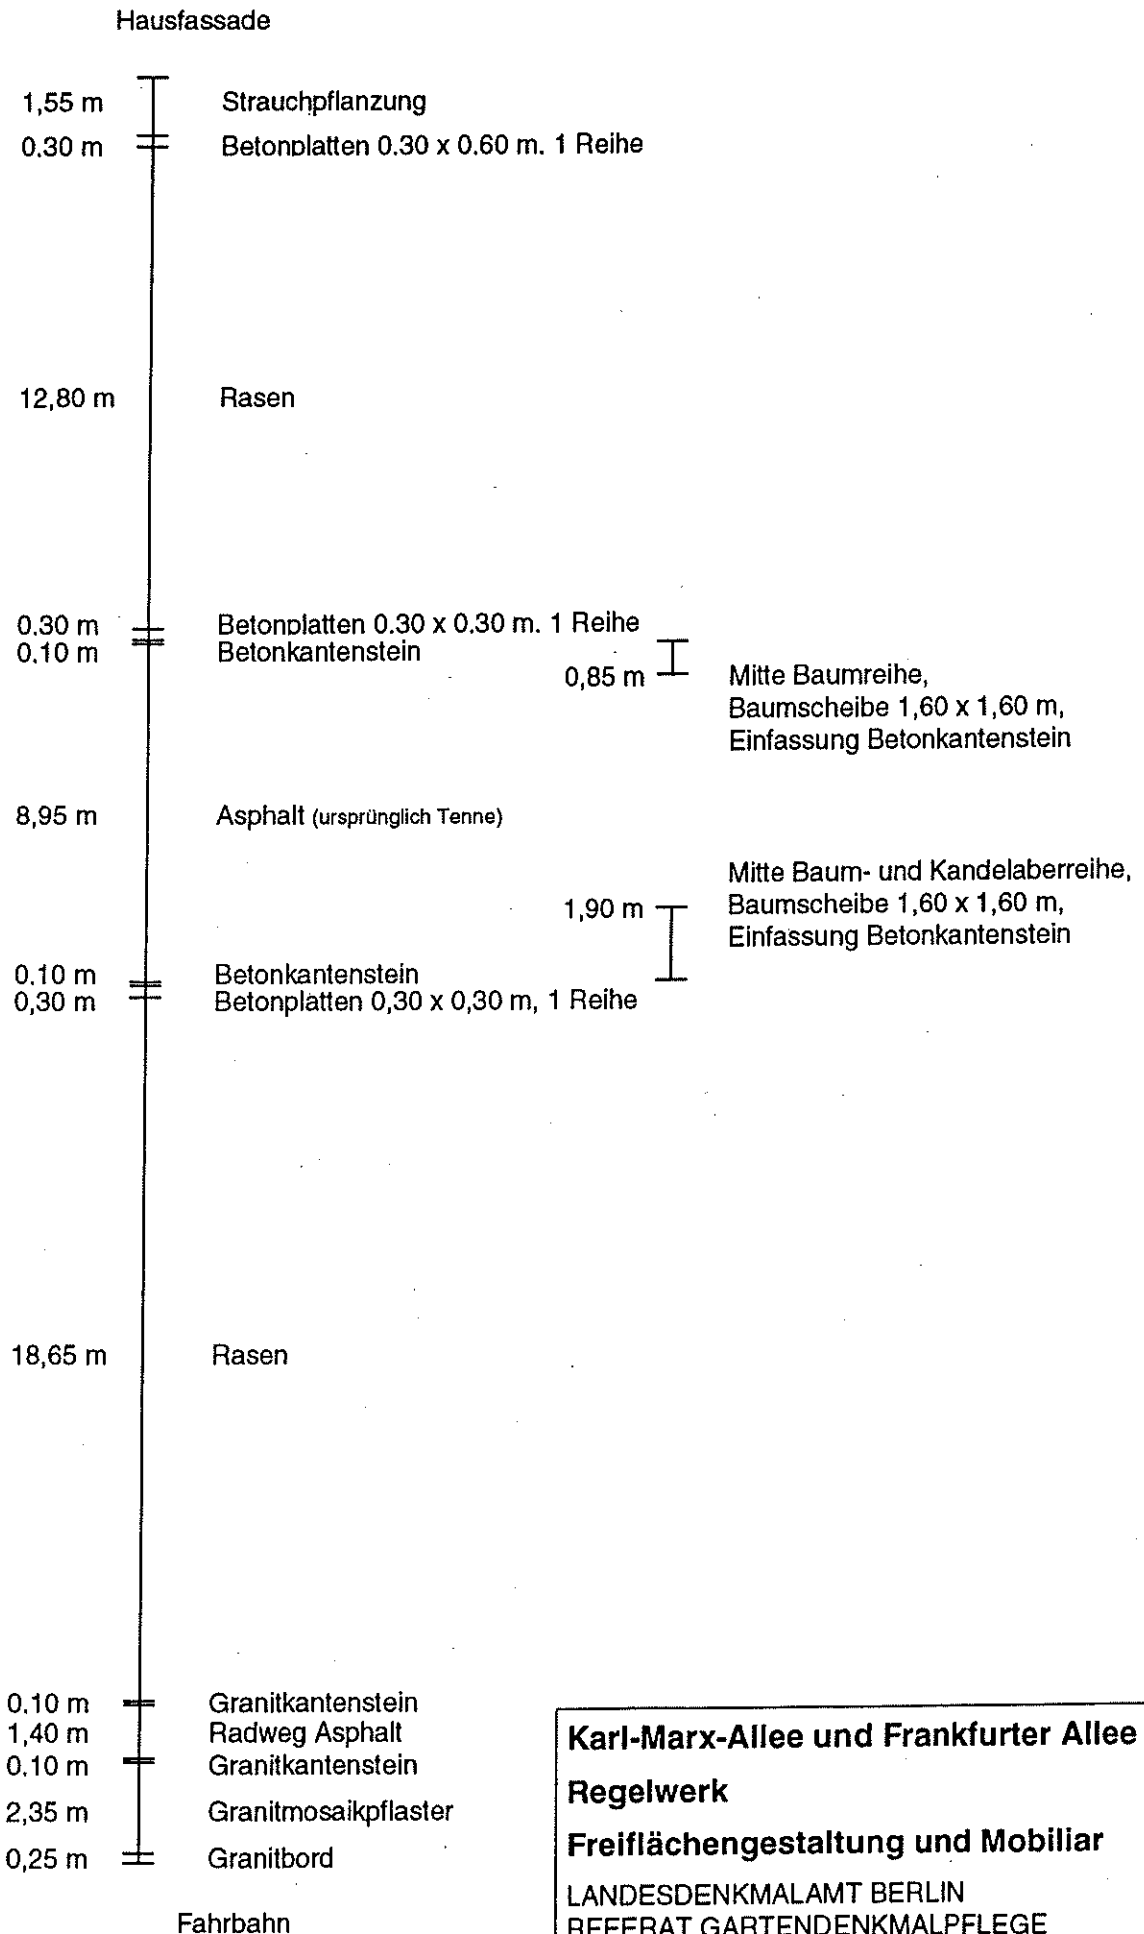 Hausfassade
1,55 m Strauchpflanzung
0.30 m Betonplatten 0.30 x 0.60 m. 1 Reihe
12,80 m Rasen
0.30 m Betonplatten 0.30 x 0.30 m. 1 Reihe
0.10 m Betonkantenstein
0,85 m Mitte Baumreihe,
Baumscheibe 1,60 x 1,60 m,
Einfassung Betonkantenstein
8,95 m Asphalt (ursprünglich Tenne)
Mitte Baum- und Kandelaberreihe,
1,90 m Baumscheibe 1,60 x 1,60 m,
Einfassung Betonkantenstein
0.10 m Betonkantenstein
0,30 m Betonplatten 0,30 x 0,30 m, 1 Reihe
18,65 m Rasen
0.10 m Granitkantenstein
1,40 m Radweg Asphalt
0.10 m Granitkantenstein
2,35 m Granitmosaikpflaster
0,25 m Granitbord
Fahrbahn
Karl-Marx-Allee und Frankfurter Allee
Regelwerk
Freiflächengestaltung und Mobiliar
LANDESDENKMALAMT BERLIN
REFERAT GARTENDENKMALPFLEGE